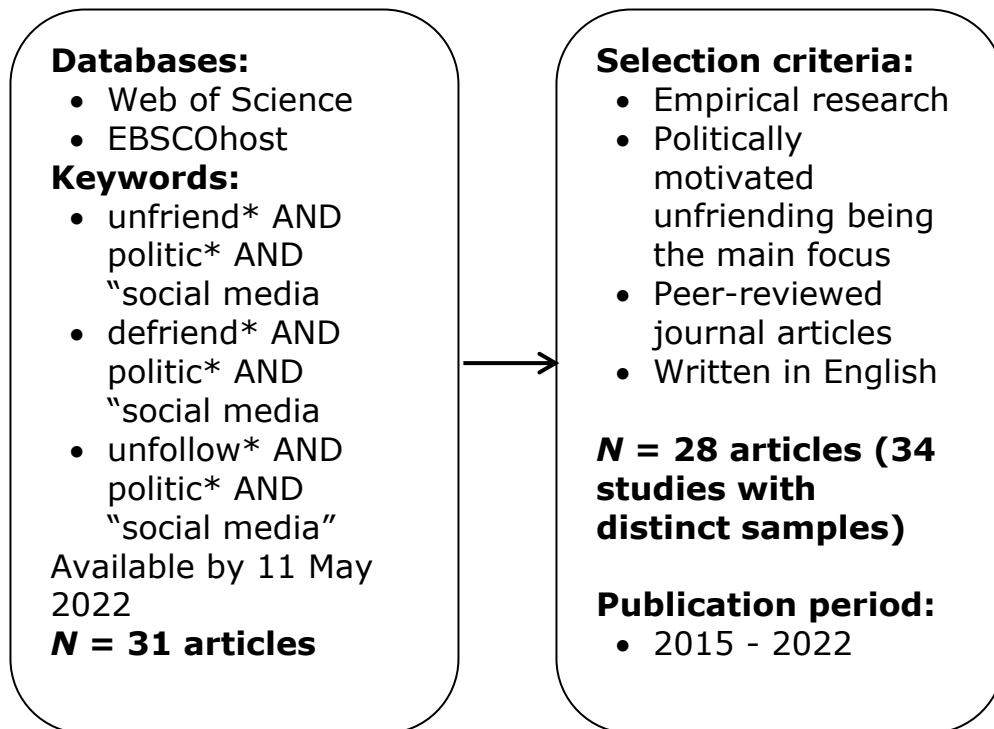 Databases:
• Web of Science
• EBSCOhost
Keywords:
• unfriend* AND
politic* AND
“social media
• defriend* AND
politic* AND
“social media
• unfollow* AND
politic* AND
“social media”
Available by 11 May
2022
N = 31 articles
Selection criteria:
• Empirical research
• Politically
motivated
unfriending being
the main focus
• Peer-reviewed
journal articles
• Written in English
N = 28 articles (34
studies with
distinct samples)
Publication period:
• 2015 - 2022